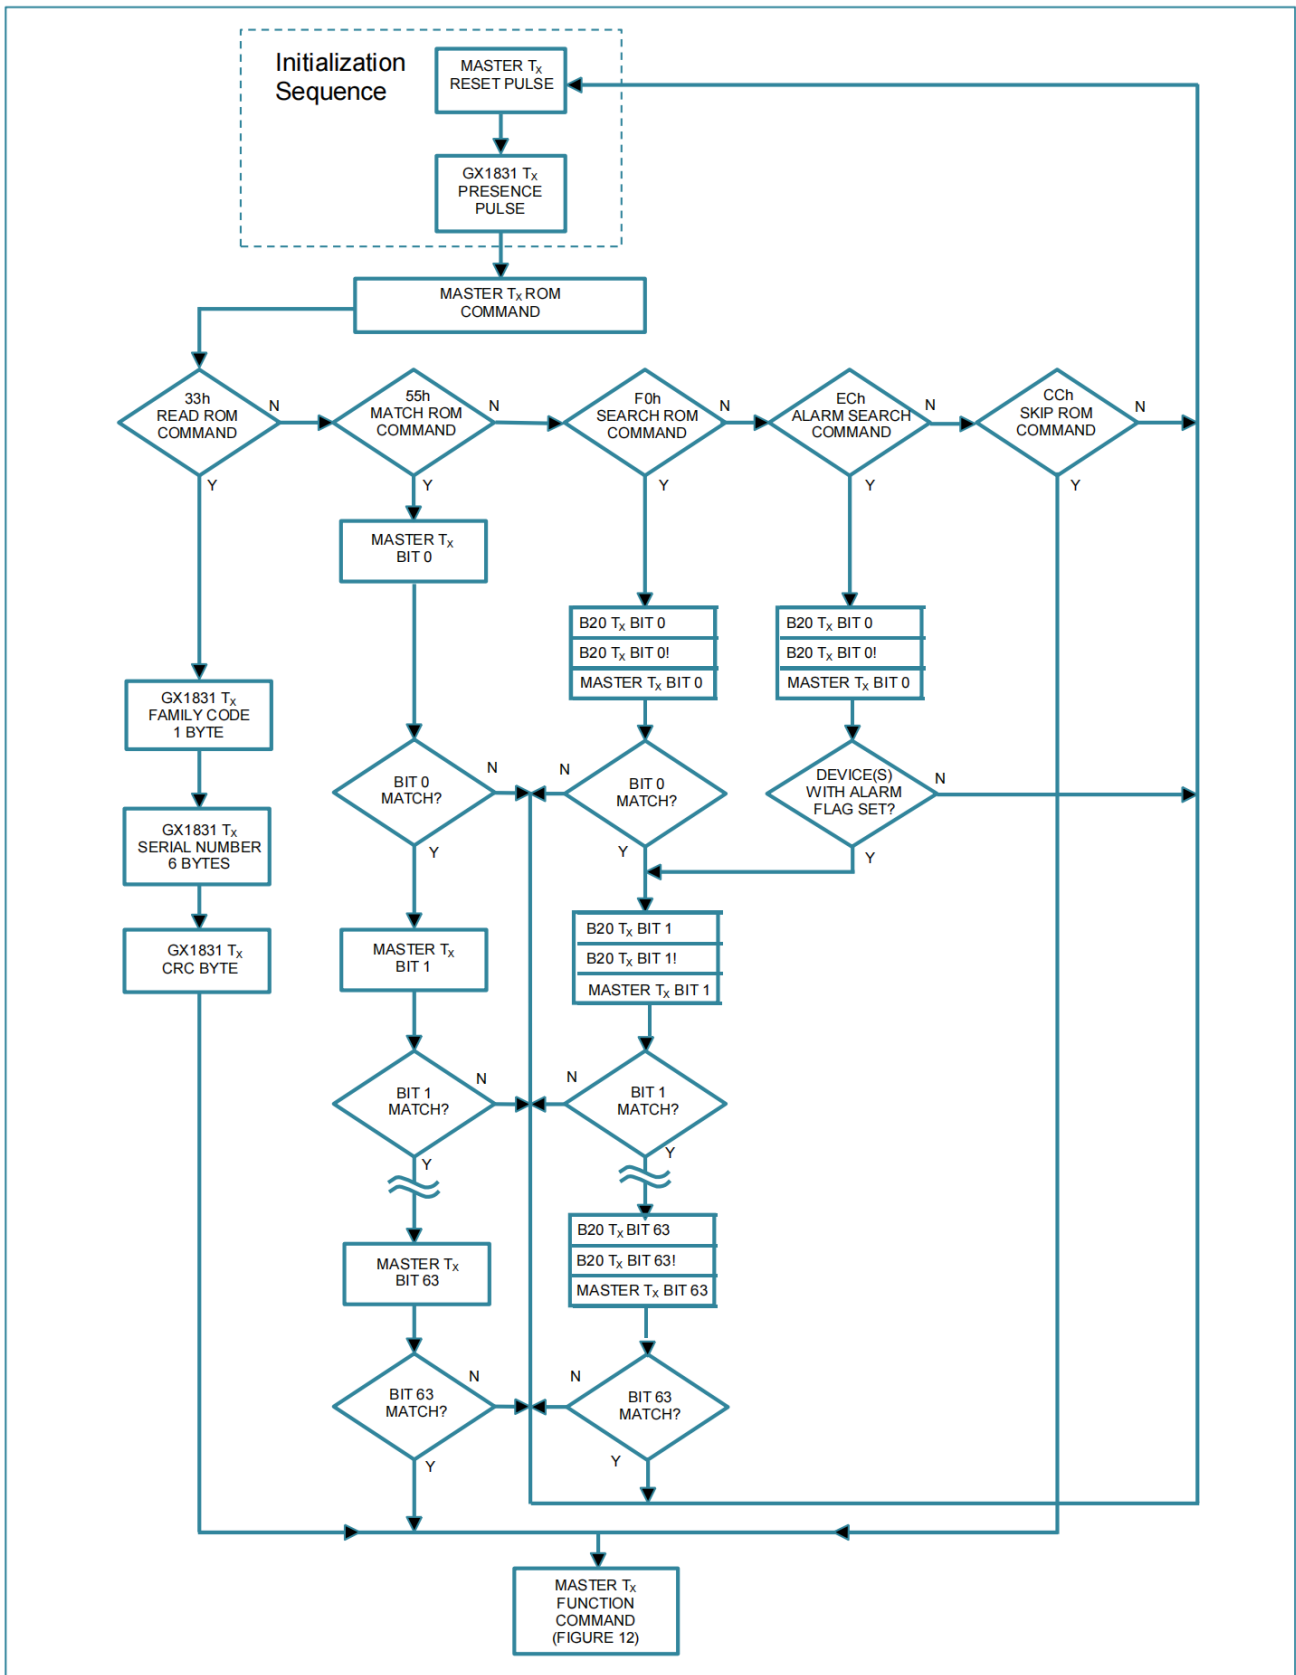 Initialization
Sequence
MASTER TX
RESET PULSE
GX1831 TX
PRESENCE
PULSE
MASTER TX ROM
COMMAND
33h
READ ROM
COMMAND
N
Y
55h
MATCH ROM
COMMAND
N
Y
F0h
SEARCH ROM
COMMAND
N
Y
ECh
ALARM SEARCH
COMMAND
N
Y
CCh
SKIP ROM
COMMAND
N
Y
MASTER TX
BIT 0
B20 TX BIT 0
B20 TX BIT 0!
MASTER TX BIT 0
B20 TX BIT 0
B20 TX BIT 0!
MASTER TX BIT 0
GX1831 TX
FAMILY CODE
1 BYTE
BIT 0
MATCH?
N
Y
N
BIT 0
MATCH?
Y
DEVICE(S)
WITH ALARM
FLAG SET?
N
Y
GX1831 TX
SERIAL NUMBER
6 BYTES
GX1831 TX
CRC BYTE
MASTER TX
BIT 1
B20 TX BIT 1
B20 TX BIT 1!
MASTER TX BIT 1
BIT 1
MATCH?
N
Y
N
BIT 1
MATCH?
Y
MASTER TX
BIT 63
B20 TX BIT 63
B20 TX BIT 63!
MASTER TX BIT 63
BIT 63
MATCH?
N
Y
N
BIT 63
MATCH?
Y
MASTER TX
FUNCTION
COMMAND
(FIGURE 12)